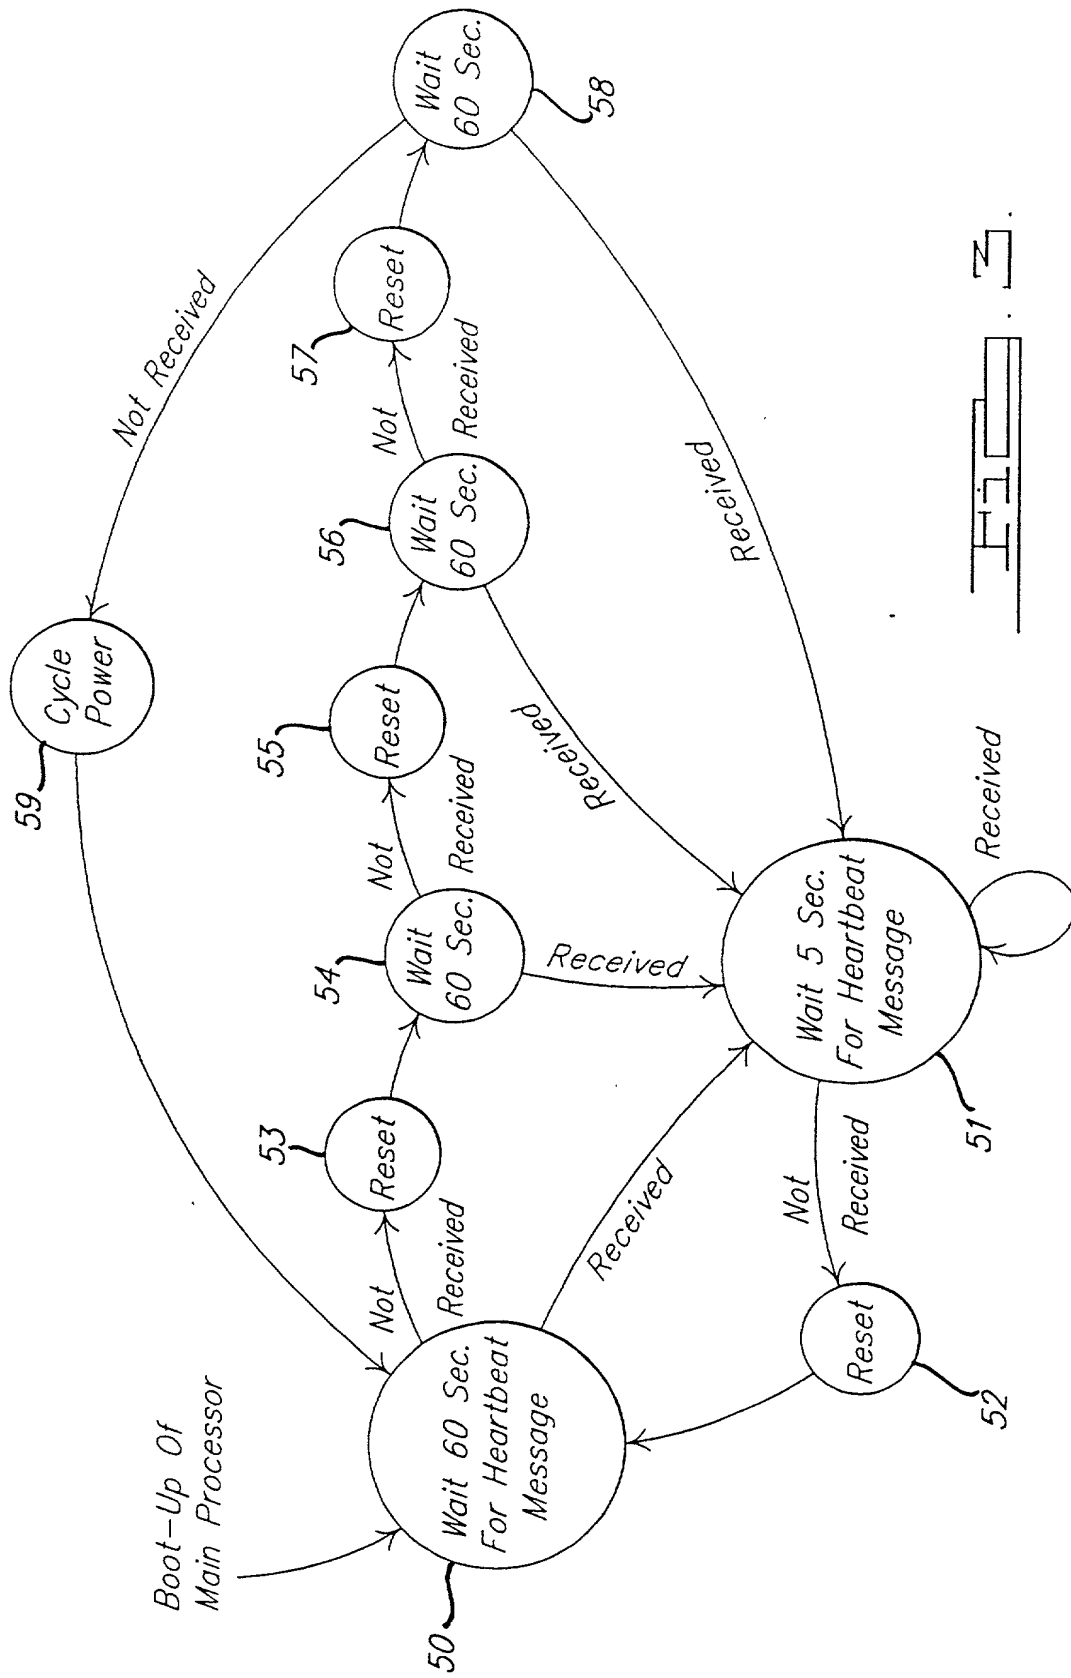 Boot-Up Of
Main Processor
50
Wait 60 Sec.
For Heartbeat
Message
Not
Received
53
Reset
54
Wait
60 Sec.
Not
Received
55
Reset
56
Wait
60 Sec.
Not
Received
57
Reset
58
Wait
60 Sec.
Not Received
59
Cycle
Power
Received
Received
Received
Received
51
Wait 5 Sec.
For Heartbeat
Message
Received
Not
Received
52
Reset
Fig. 3.